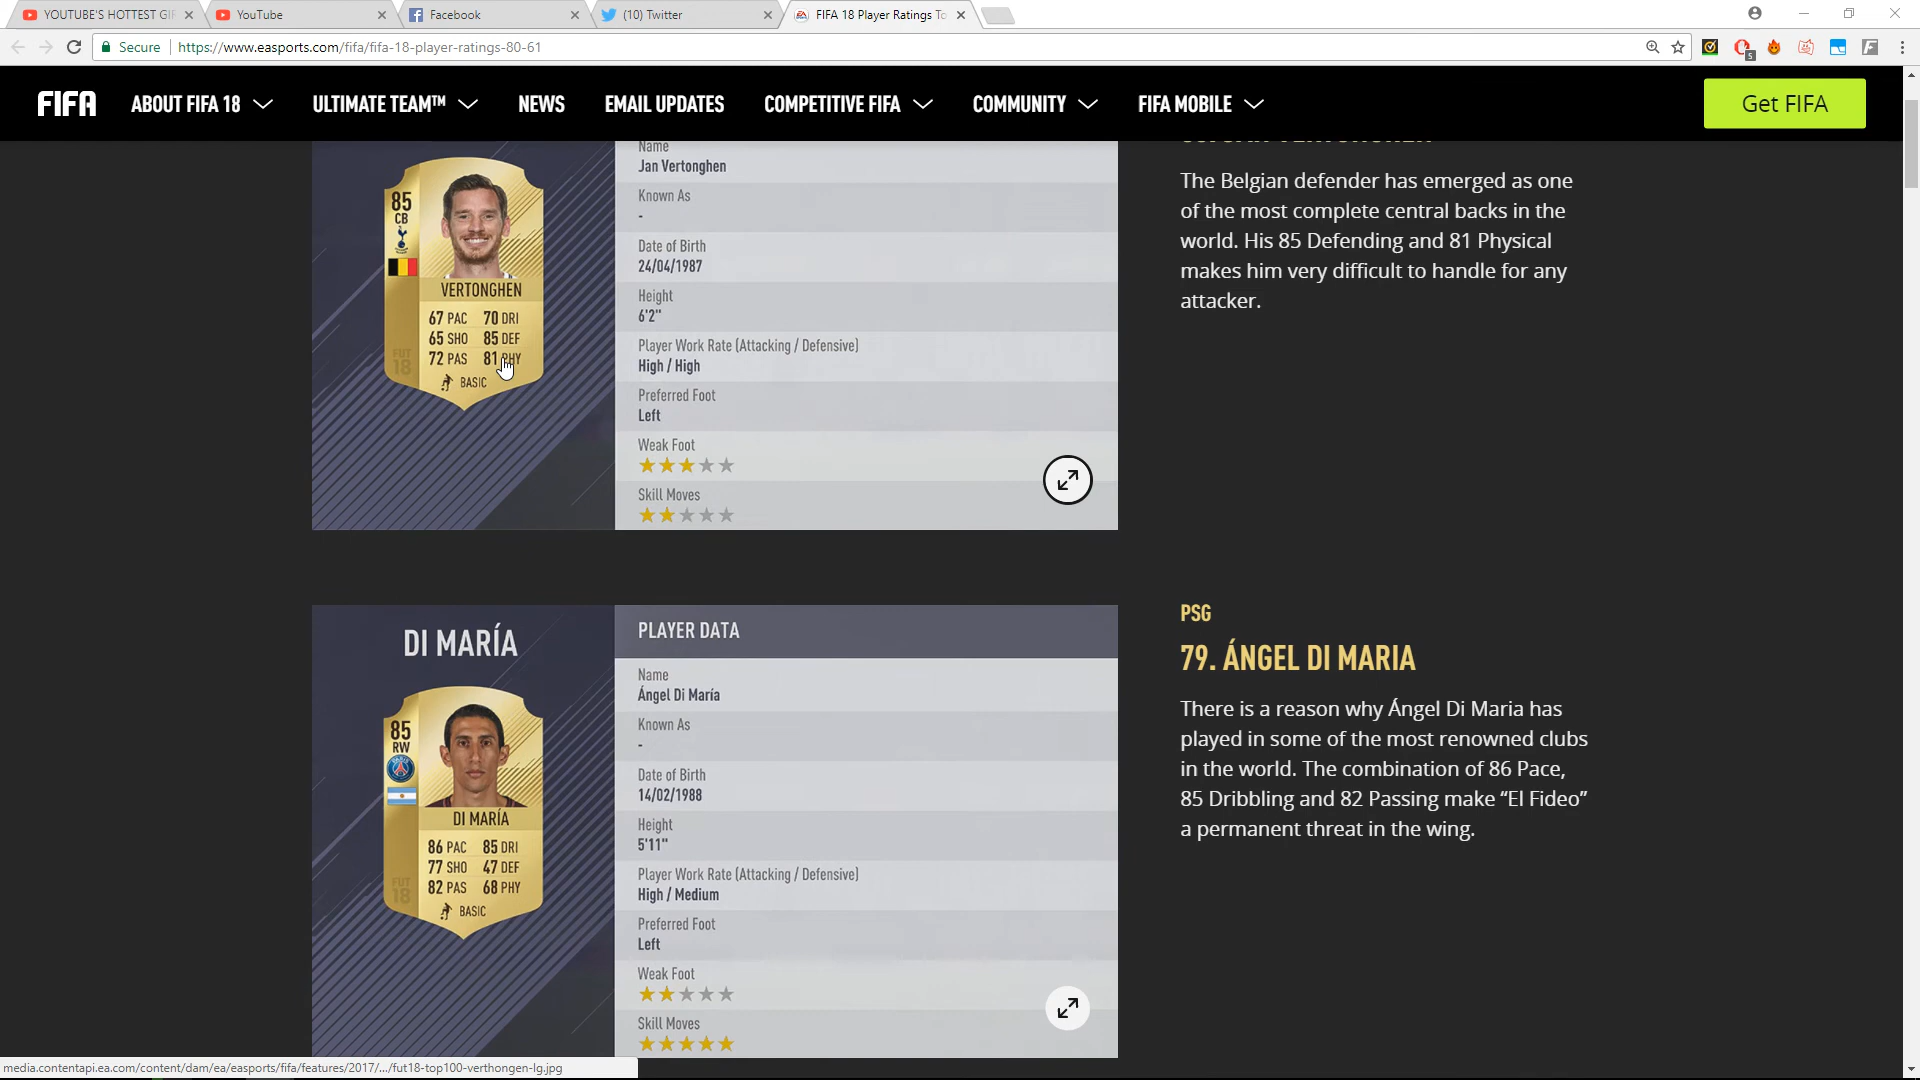 YOUTUBE'S HOTTEST GIR
YouTube
Facebook
(10) Twitter
FIFA 18 Player Ratings To
Secure
https://www.easports.com/fifa/fifa-18-player-ratings-80-61
5
FIFA
ABOUT FIFA 18
ULTIMATE TEAM™
NEWS
EMAIL UPDATES
COMPETITIVE FIFA
COMMUNITY
FIFA MOBILE
Get FIFA
85
CB
VERTONGHEN
67 PAC 70 DRI
65 SHO 85 DEF
72 PAS 81 PHY
FUT
18
BASIC
Name
Jan Vertonghen
Known As
-
Date of Birth
24/04/1987
Height
6'2"
Player Work Rate (Attacking / Defensive)
High / High
Preferred Foot
Left
Weak Foot
Skill Moves
The Belgian defender has emerged as one
of the most complete central backs in the
world. His 85 Defending and 81 Physical
makes him very difficult to handle for any
attacker.
DI MARÍA
85
RW
DI MARÍA
86 PAC 85 DRI
77 SHO 47 DEF
82 PAS 68 PHY
FUT
18
BASIC
PLAYER DATA
Name
Ángel Di María
Known As
-
Date of Birth
14/02/1988
Height
5'11"
Player Work Rate (Attacking / Defensive)
High / Medium
Preferred Foot
Left
Weak Foot
Skill Moves
PSG
79. ÁNGEL DI MARIA
There is a reason why Ángel Di Maria has
played in some of the most renowned clubs
in the world. The combination of 86 Pace,
85 Dribbling and 82 Passing make “El Fideo”
a permanent threat in the wing.
media.contentapi.ea.com/content/dam/ea/easports/fifa/features/2017/.../fut18-top100-verthongen-lg.jpg